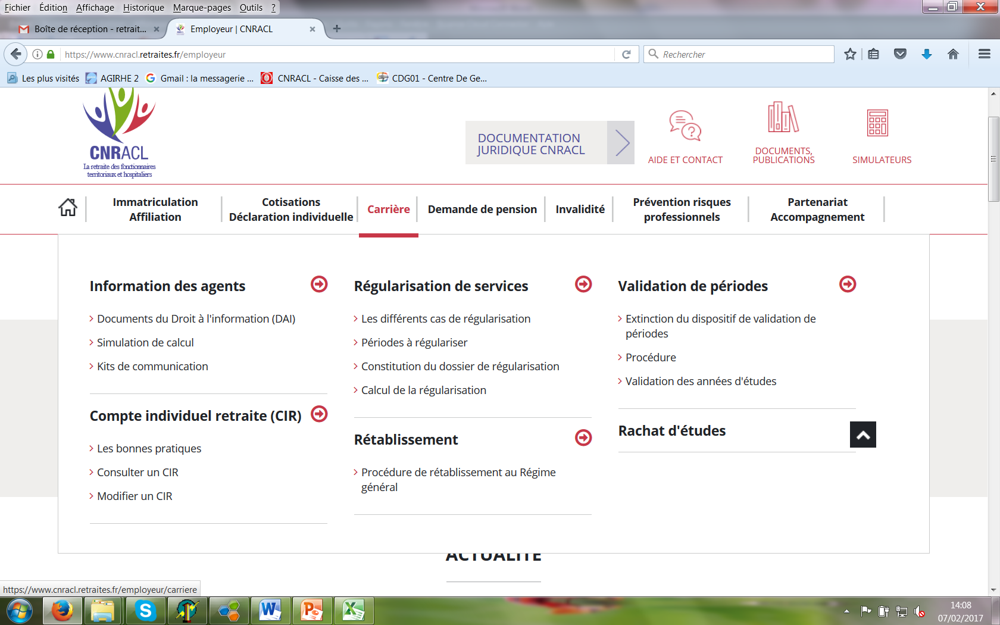 Fichier Édition Affichage Historique Marque-pages Outils ?
Boîte de réception - retrait... × Employeur | CNRACL × +
https://www.cnracl.retraites.fr/employeur
Rechercher
Les plus visités AGIRHE 2 Gmail : la messagerie ... CNRACL - Caisse des ... CDG01 - Centre De Ge...
CNRACL
La retraite des fonctionnaires
territoriaux et hospitaliers
DOCUMENTATION
JURIDIQUE CNRACL
AIDE ET CONTACT
DOCUMENTS,
PUBLICATIONS
SIMULATEURS
Immatriculation
Affiliation
Cotisations
Déclaration individuelle
Carrière
Demande de pension
Invalidité
Prévention risques
professionnels
Partenariat
Accompagnement
Information des agents
Documents du Droit à l'information (DAI)
Simulation de calcul
Kits de communication
Compte individuel retraite (CIR)
Les bonnes pratiques
Consulter un CIR
Modifier un CIR
Régularisation de services
Les différents cas de régularisation
Périodes à régulariser
Constitution du dossier de régularisation
Calcul de la régularisation
Rétablissement
Procédure de rétablissement au Régime
général
Validation de périodes
Extinction du dispositif de validation de
périodes
Procédure
Validation des années d'études
Rachat d'études
ACTUALITÉ
https://www.cnracl.retraites.fr/employeur/carriere
14:08
07/02/2017